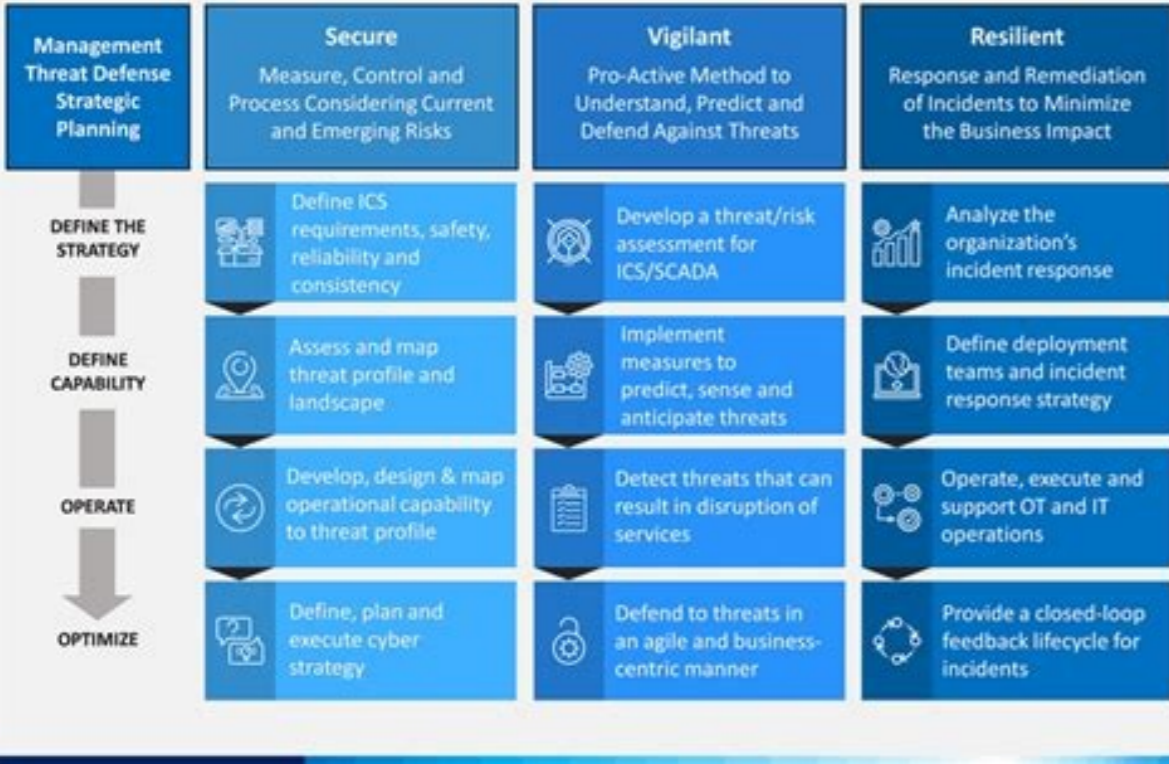 Management
Threat Defense
Strategic
Planning
Secure
Measure, Control and
Process Considering Current
and Emerging Risks
Vigilant
Pro-Active Method to
Understand, Predict and
Defend Against Threats
Resilient
Response and Remediation
of Incidents to Minimize
the Business Impact
DEFINE THE
STRATEGY
Define ICS
requirements, safety,
reliability and
consistency
Develop a threat/risk
assessment for
ICS/SCADA
Analyze the
organization's
incident response
DEFINE
CAPABILITY
Assess and map
threat profile and
landscape
Implement
measures to
predict, sense and
anticipate threats
Define deployment
teams and incident
response strategy
OPERATE
Develop, design & map
operational capability
to threat profile
Detect threats that can
result in disruption of
services
Operate, execute and
support OT and IT
operations
OPTIMIZE
Define, plan and
execute cyber
strategy
Defend to threats in
an agile and business-
centric manner
Provide a closed-loop
feedback lifecycle for
incidents